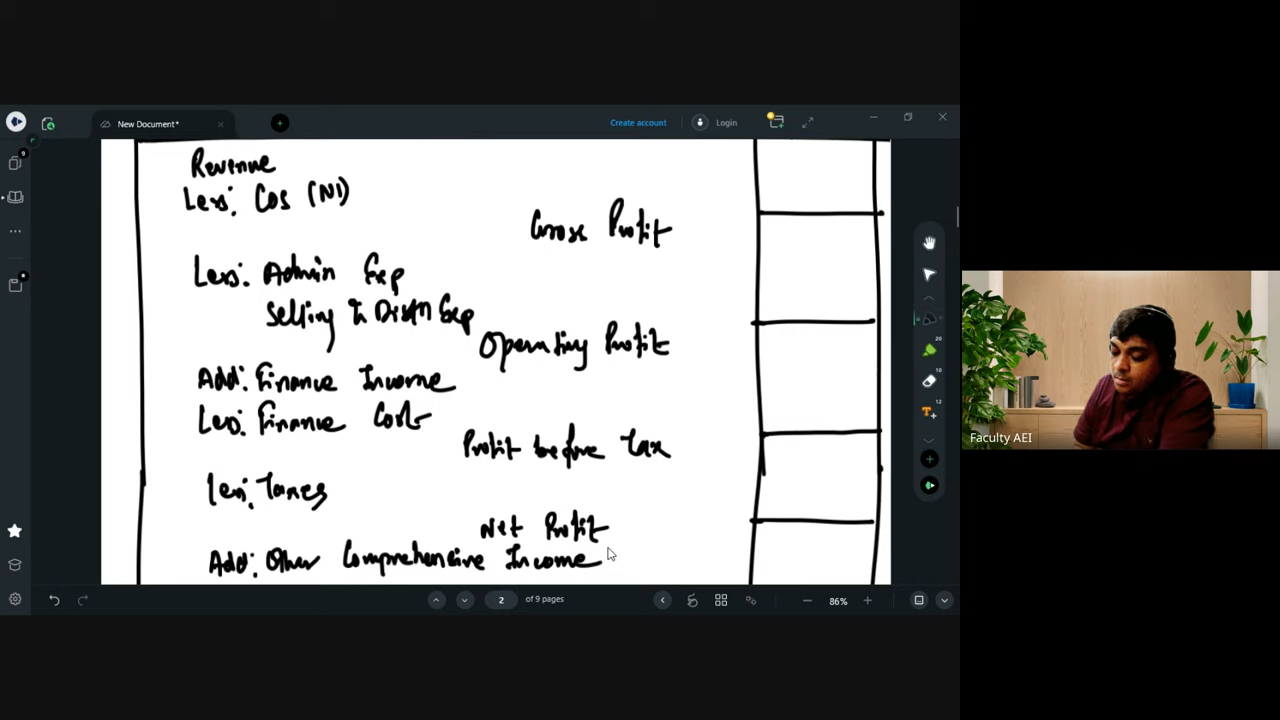 New Document*
Create account
Login
Revenue
Less: Cos (N1)
Gross Profit
Less: Admin Exp
Selling & Distn Exp
Operating Profit
Add: Finance Income
Less: Finance Cost
Profit before Tax
Less: Taxes
Net Profit
Add: Other Comprehensive Income
2 of 9 pages
86%
Faculty AEI